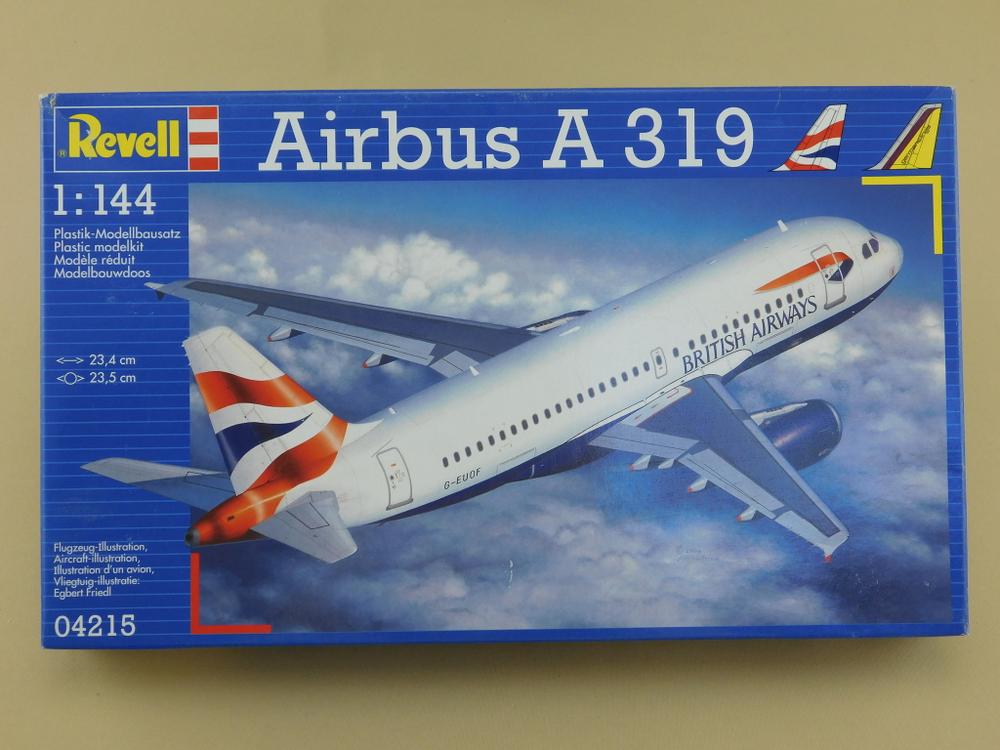 ® Revell
Airbus A 319
1:144
Plastik-Modellbausatz
Plastic modelkit
Modèle réduit
Modelbouwdoos
23,4 cm
23,5 cm
BRITISH AIRWAYS
G-EUOF
Flugzeug-Illustration,
Aircraft-illustration,
Illustration d'un avion,
Vliegtuig-illustratie:
Egbert Friedl
04215